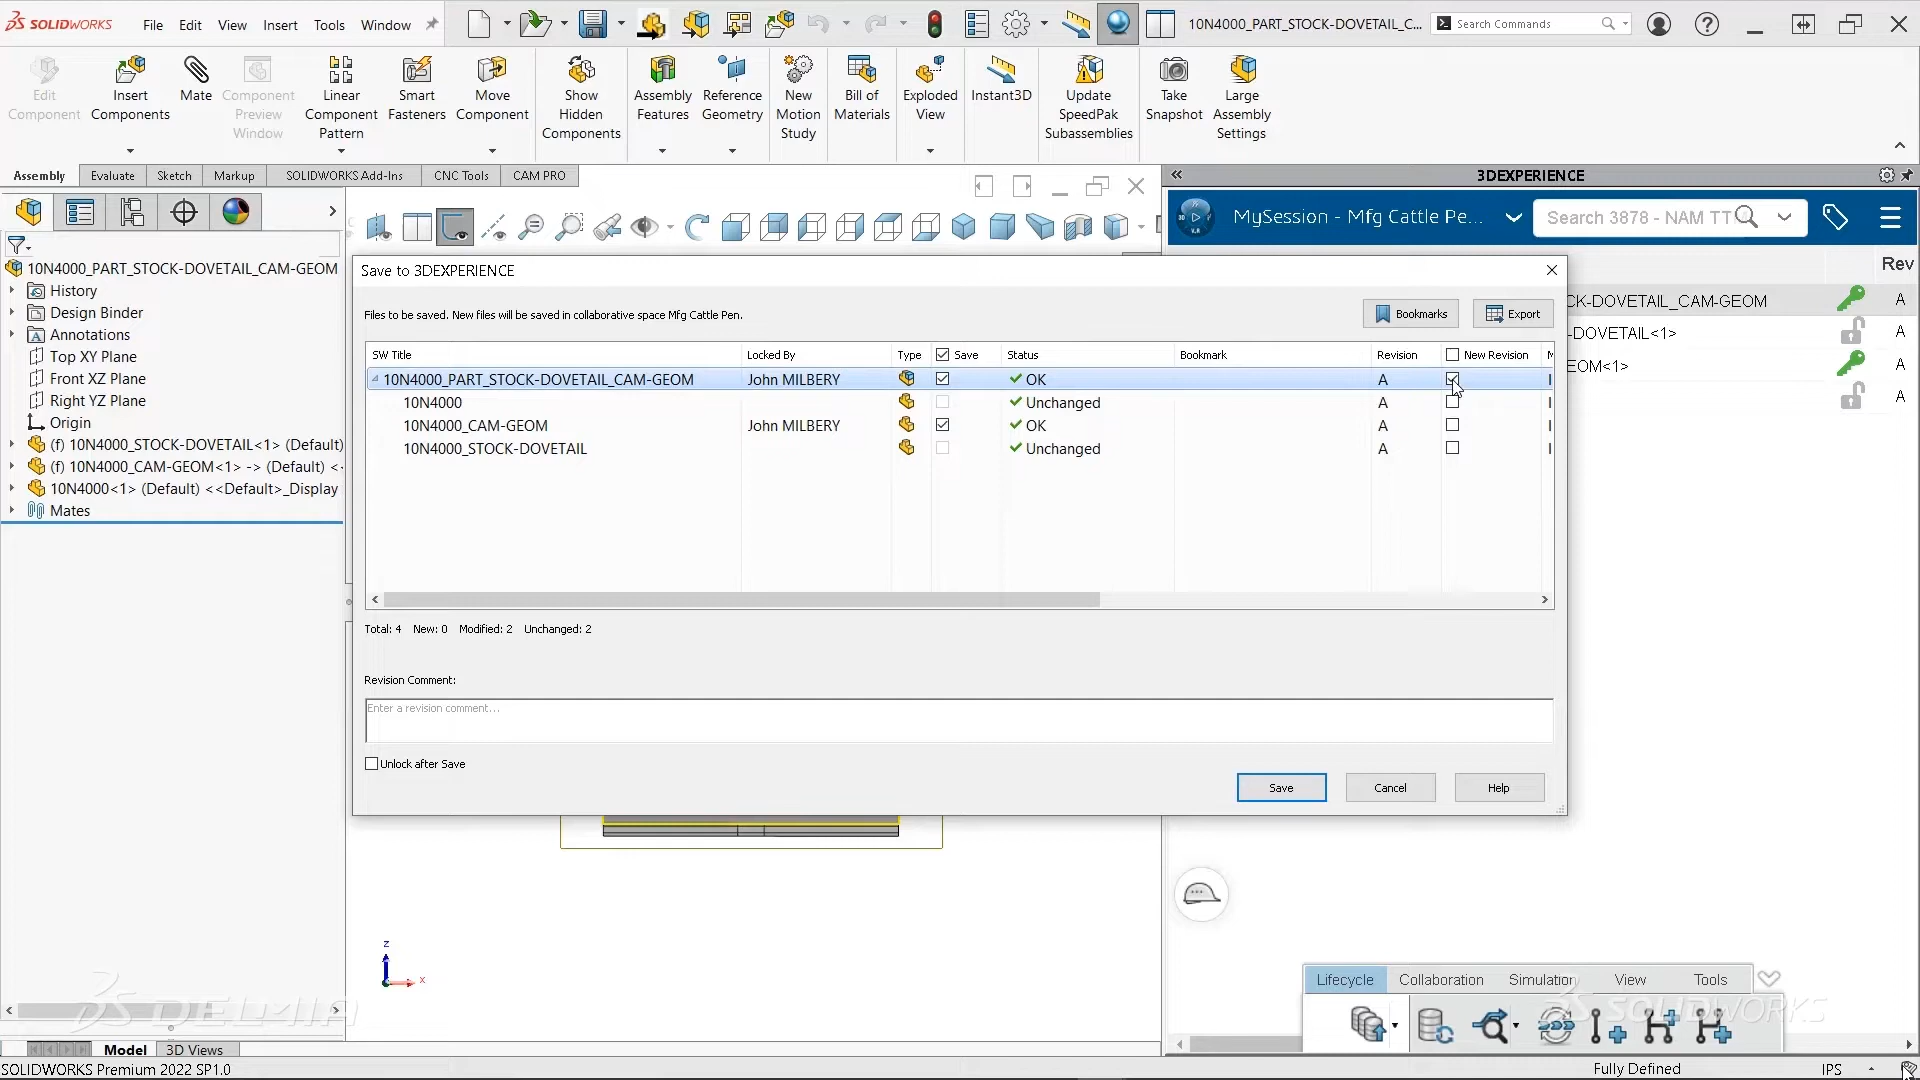 SOLIDWORKS File Edit View Insert Tools Window 10N4000_PART_STOCK-DOVETAIL_C... Search Commands
Edit Component
Insert Components
Mate
Component Preview Window
Linear Component Pattern
Smart Fasteners
Move Component
Show Hidden Components
Assembly Features
Reference Geometry
New Motion Study
Bill of Materials
Exploded View
Instant3D
Update SpeedPak Subassemblies
Take Snapshot
Large Assembly Settings
Assembly Evaluate Sketch Markup SOLIDWORKS Add-Ins CNC Tools CAM PRO
3DEXPERIENCE
MySession - Mfg Cattle Pe... Search 3878 - NAM TT
10N4000_PART_STOCK-DOVETAIL_CAM-GEOM
History
Design Binder
Annotations
Top XY Plane
Front XZ Plane
Right YZ Plane
Origin
(f) 10N4000_STOCK-DOVETAIL<1> (Default)
(f) 10N4000_CAM-GEOM<1> -> (Default) <
10N4000<1> (Default) <<Default>_Display
Mates
Save to 3DEXPERIENCE
Files to be saved. New files will be saved in collaborative space Mfg Cattle Pen.
Bookmarks Export
SW Title Locked By Type Save Status Bookmark Revision New Revision
10N4000_PART_STOCK-DOVETAIL_CAM-GEOM John MILBERY OK A
10N4000 Unchanged A
10N4000_CAM-GEOM John MILBERY OK A
10N4000_STOCK-DOVETAIL Unchanged A
Total: 4 New: 0 Modified: 2 Unchanged: 2
Revision Comment:
Enter a revision comment...
Unlock after Save
Save Cancel Help
Rev
CK-DOVETAIL_CAM-GEOM A
-DOVETAIL<1> A
EOM<1> A
A
z
x
Lifecycle Collaboration Simulation View Tools
DELMIA
SOLIDWORKS
Model 3D Views
SOLIDWORKS Premium 2022 SP1.0 Fully Defined IPS